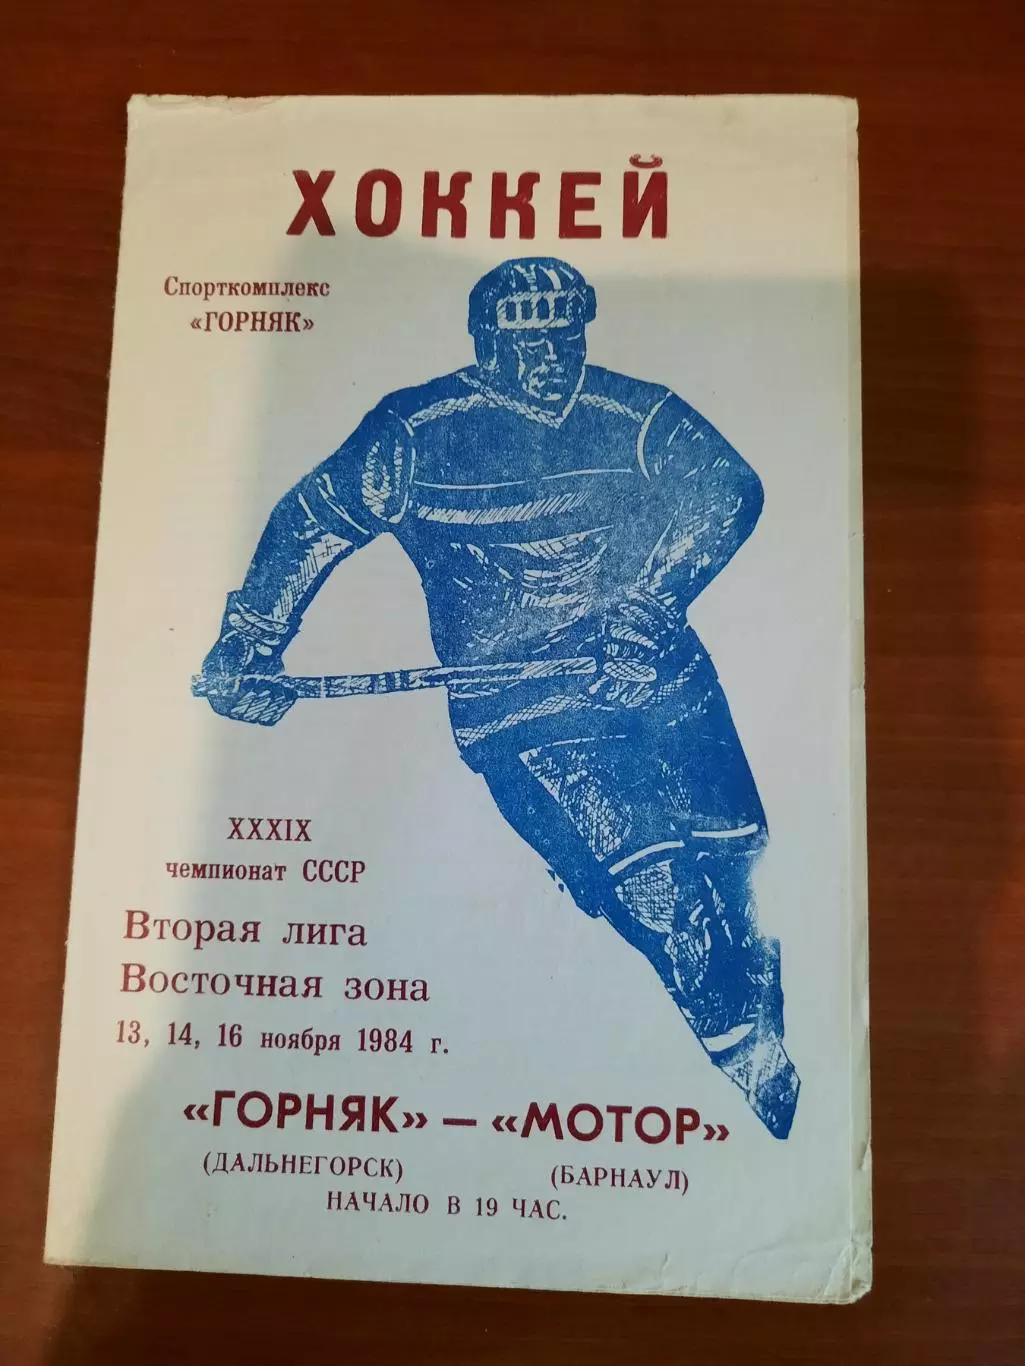 ХОККЕЙ
Спорткомплекс
«ГОРНЯК»
XXXIX
чемпионат СССР
Вторая лига
Восточная зона
13, 14, 16 ноября 1984 г.
«ГОРНЯК» — «МОТОР»
(ДАЛЬНЕГОРСК) (БАРНАУЛ)
НАЧАЛО В 19 ЧАС.